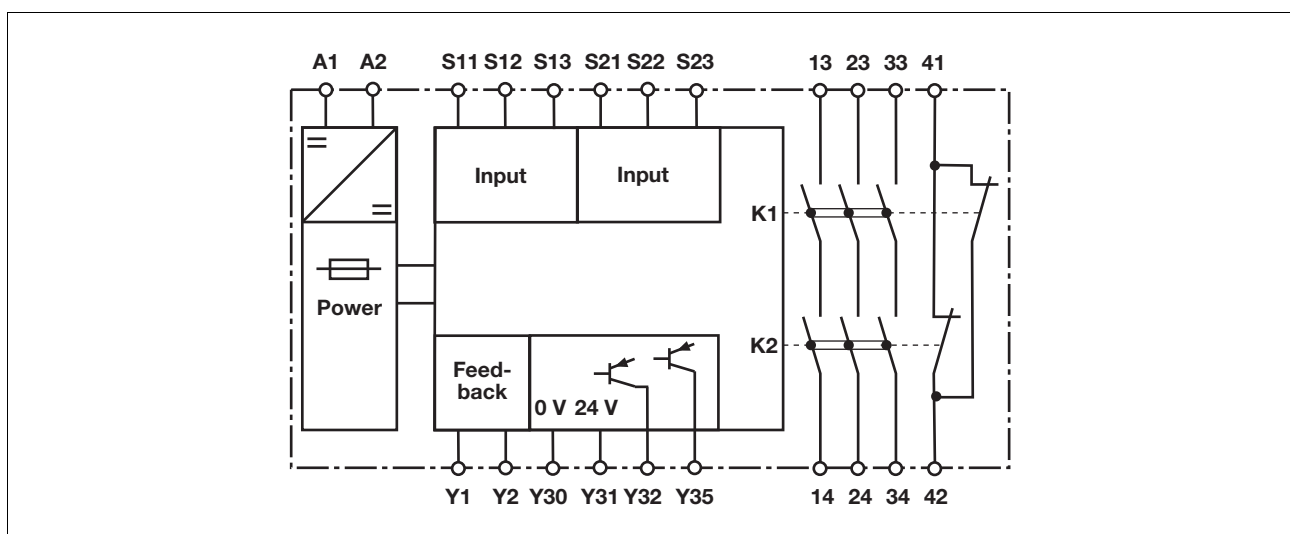 A1 A2 S11 S12 S13 S21 S22 S23 13 23 33 41
Input Input
K1
Power
K2
Feed-
back
0 V 24 V
Y1 Y2 Y30 Y31 Y32 Y35 14 24 34 42